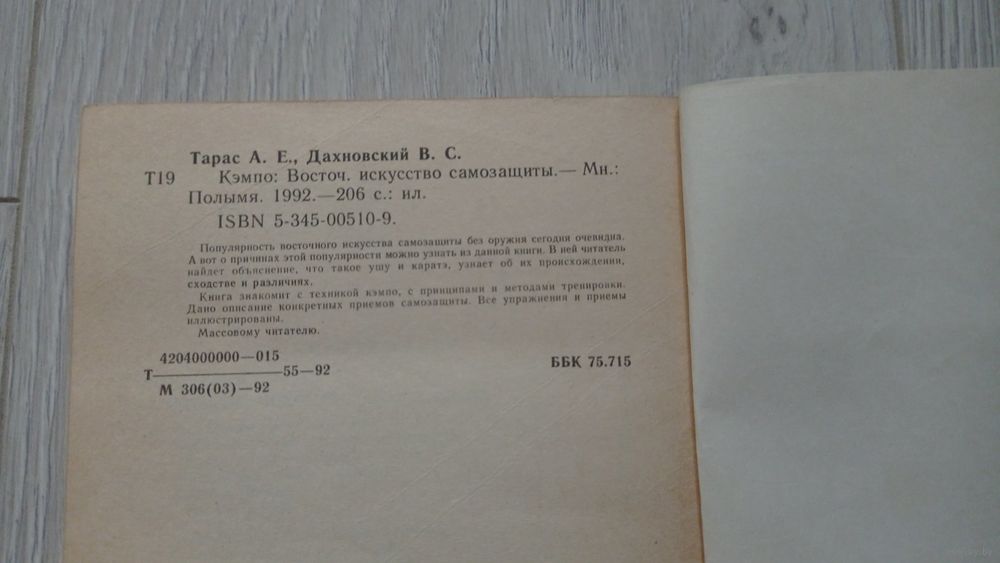 Тарас А. Е., Дахновский В. С.
Т19 Кэмпо: Восточ. искусство самозащиты.— Мн.:
Полымя. 1992.—206 с.: ил.
ISBN 5-345-00510-9.
Популярность восточного искусства самозащиты без оружия сегодня очевидна.
А вот о причинах этой популярности можно узнать из данной книги. В ней читатель
найдет объяснение, что такое ушу и каратэ, узнает об их происхождении,
сходстве и различиях.
Книга знакомит с техникой кэмпо, с принципами и методами тренировки.
Дано описание конкретных приемов самозащиты. Все упражнения и приемы
иллюстрированы.
Массовому читателю.
4204000000—015
Т—55—92
М 306(03)—92
ББК 75.715